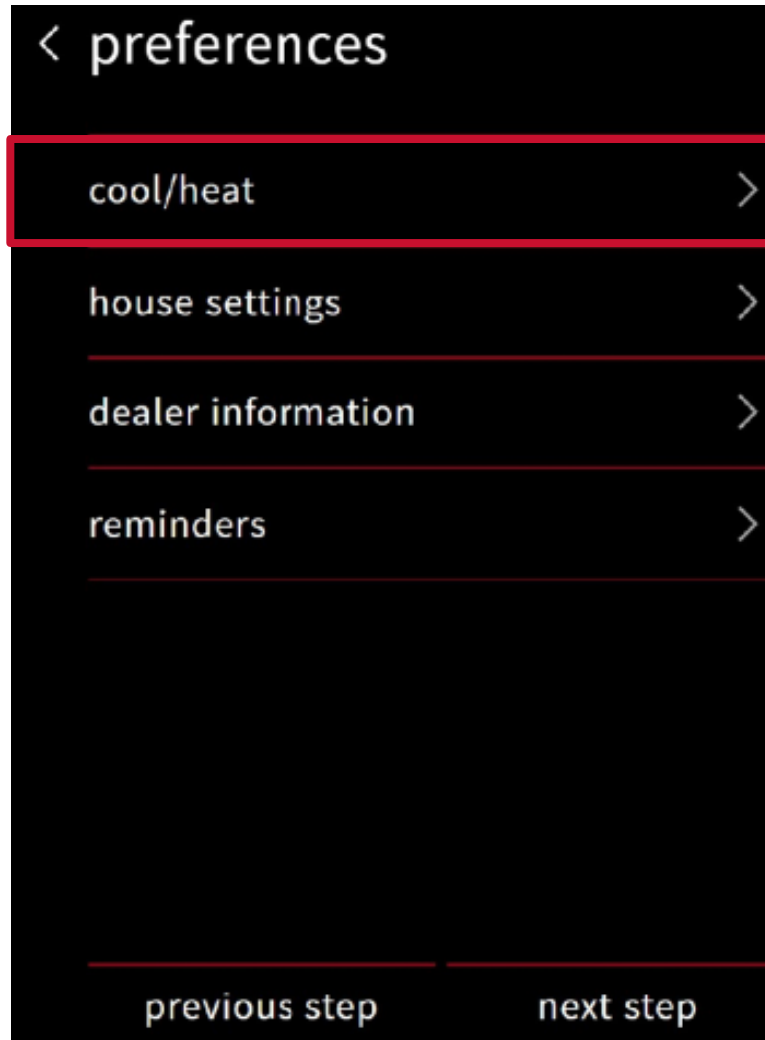 preferences
cool/heat
house settings
dealer information
reminders
previous step next step